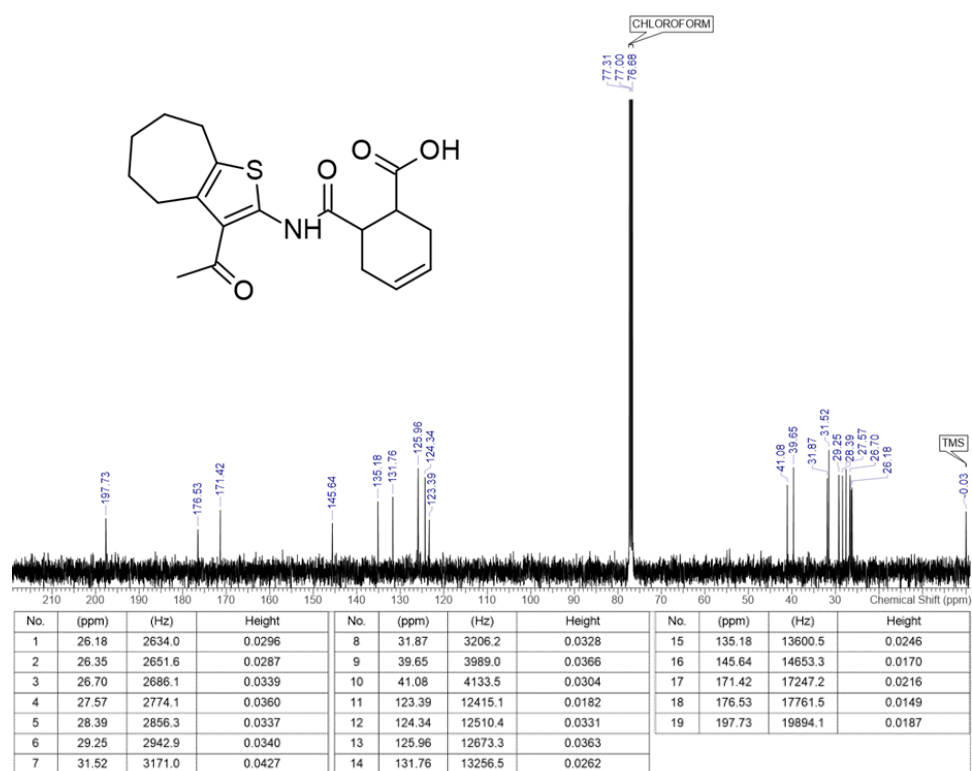 CHLOROFORM
77.31
77.00
76.68
S
O
NH
O
OH
O
197.73
176.53
171.42
145.64
135.18
131.76
125.96
124.34
123.39
41.08
39.65
31.87
31.52
29.25
28.39
27.57
26.70
26.18
TMS
-0.03
210 200 190 180 170 160 150 140 130 120 110 100 90 80 70 60 50 40 30 Chemical Shift (ppm)
No. (ppm) (Hz) Height No. (ppm) (Hz) Height No. (ppm) (Hz) Height
1 26.18 2634.0 0.0296 8 31.87 3206.2 0.0328 15 135.18 13600.5 0.0246
2 26.35 2651.6 0.0287 9 39.65 3989.0 0.0366 16 145.64 14653.3 0.0170
3 26.70 2686.1 0.0339 10 41.08 4133.5 0.0304 17 171.42 17247.2 0.0216
4 27.57 2774.1 0.0360 11 123.39 12415.1 0.0182 18 176.53 17761.5 0.0149
5 28.39 2856.3 0.0337 12 124.34 12510.4 0.0331 19 197.73 19894.1 0.0187
6 29.25 2942.9 0.0340 13 125.96 12673.3 0.0363
7 31.52 3171.0 0.0427 14 131.76 13256.5 0.0262